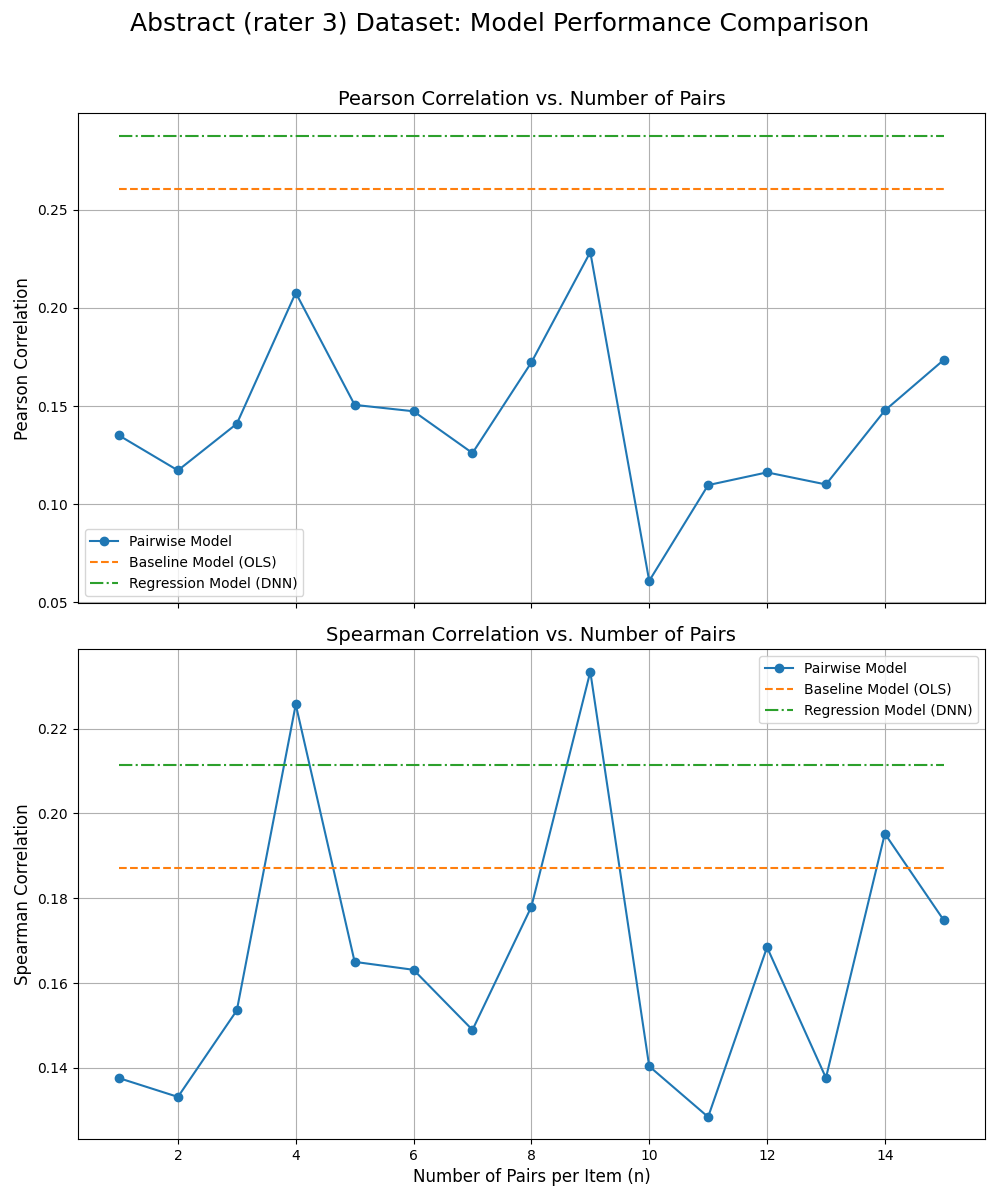 Abstract (rater 3) Dataset: Model Performance Comparison
Pearson Correlation vs. Number of Pairs
Pearson Correlation
0.25
0.20
0.15
0.10
0.05
Pairwise Model
Baseline Model (OLS)
Regression Model (DNN)
Spearman Correlation vs. Number of Pairs
Spearman Correlation
0.22
0.20
0.18
0.16
0.14
Pairwise Model
Baseline Model (OLS)
Regression Model (DNN)
2 4 6 8 10 12 14
Number of Pairs per Item (n)